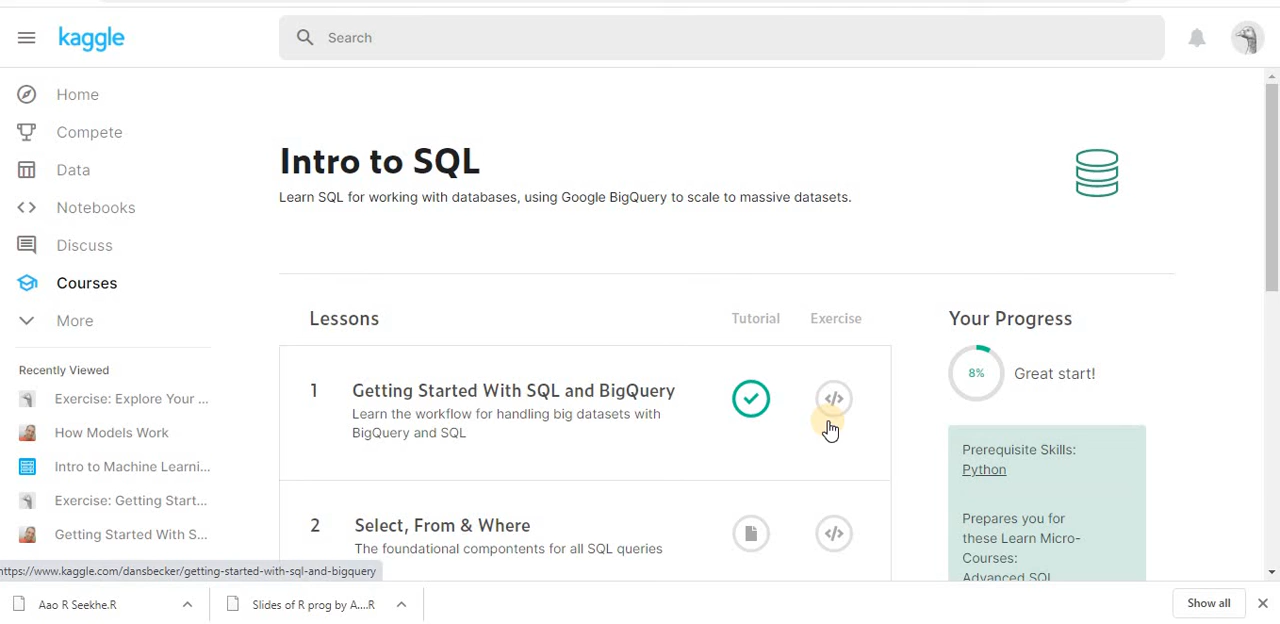 kaggle
Search
Home
Compete
Data
Notebooks
Discuss
Courses
More
Recently Viewed
Exercise: Explore Your ...
How Models Work
Intro to Machine Learni...
Exercise: Getting Start...
Getting Started With S...
Intro to SQL
Learn SQL for working with databases, using Google BigQuery to scale to massive datasets.
Lessons
Tutorial
Exercise
1
Getting Started With SQL and BigQuery
Learn the workflow for handling big datasets with
BigQuery and SQL
2
Select, From & Where
The foundational compontents for all SQL queries
Your Progress
8%
Great start!
Prerequisite Skills:
Python
Prepares you for
these Learn Micro-
Courses:
Advanced SQL
https://www.kaggle.com/dansbecker/getting-started-with-sql-and-bigquery
Aao R Seekhe.R
Slides of R prog by A....R
Show all